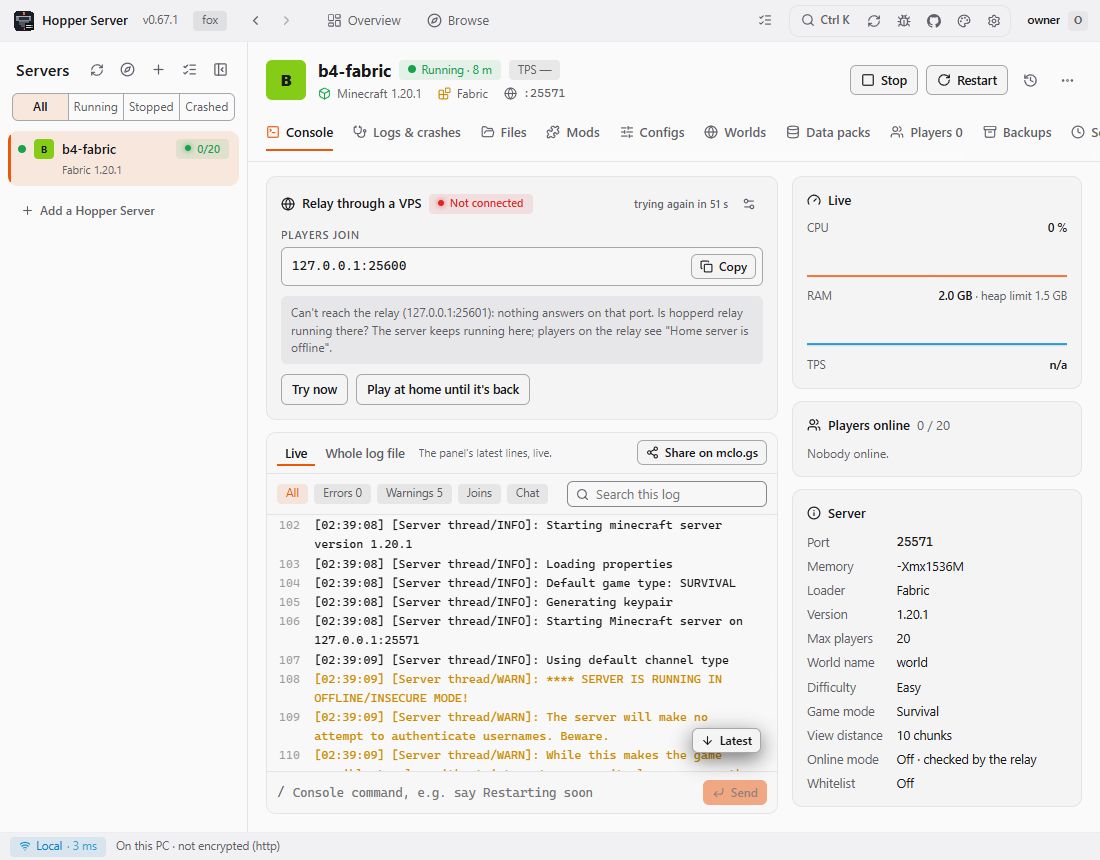 Hopper Server v0.67.1 fox Overview Browse Ctrl K owner O
Servers
All Running Stopped Crashed
B b4-fabric 0/20
Fabric 1.20.1
+ Add a Hopper Server
B b4-fabric Running · 8 m TPS —
Minecraft 1.20.1 Fabric :25571
Stop Restart
Console Logs & crashes Files Mods Configs Worlds Data packs Players 0 Backups
Relay through a VPS Not connected trying again in 51 s
PLAYERS JOIN
127.0.0.1:25600 Copy
Can't reach the relay (127.0.0.1:25601): nothing answers on that port. Is hopperd relay
running there? The server keeps running here; players on the relay see "Home server is
offline".
Try now Play at home until it's back
Live Whole log file The panel's latest lines, live. Share on mclo.gs
All Errors 0 Warnings 5 Joins Chat Search this log
102 [02:39:08] [Server thread/INFO]: Starting minecraft server
version 1.20.1
103 [02:39:08] [Server thread/INFO]: Loading properties
104 [02:39:08] [Server thread/INFO]: Default game type: SURVIVAL
105 [02:39:08] [Server thread/INFO]: Generating keypair
106 [02:39:08] [Server thread/INFO]: Starting Minecraft server on
127.0.0.1:25571
107 [02:39:09] [Server thread/INFO]: Using default channel type
108 [02:39:09] [Server thread/WARN]: **** SERVER IS RUNNING IN
OFFLINE/INSECURE MODE!
109 [02:39:09] [Server thread/WARN]: The server will make no
attempt to authenticate usernames. Beware.
110 [02:39:09] [Server thread/WARN]: While this makes the game
Latest
/ Console command, e.g. say Restarting soon Send
Live
CPU 0 %
RAM 2.0 GB · heap limit 1.5 GB
TPS n/a
Players online 0 / 20
Nobody online.
Server
Port 25571
Memory -Xmx1536M
Loader Fabric
Version 1.20.1
Max players 20
World name world
Difficulty Easy
Game mode Survival
View distance 10 chunks
Online mode Off · checked by the relay
Whitelist Off
Local · 3 ms On this PC · not encrypted (http)